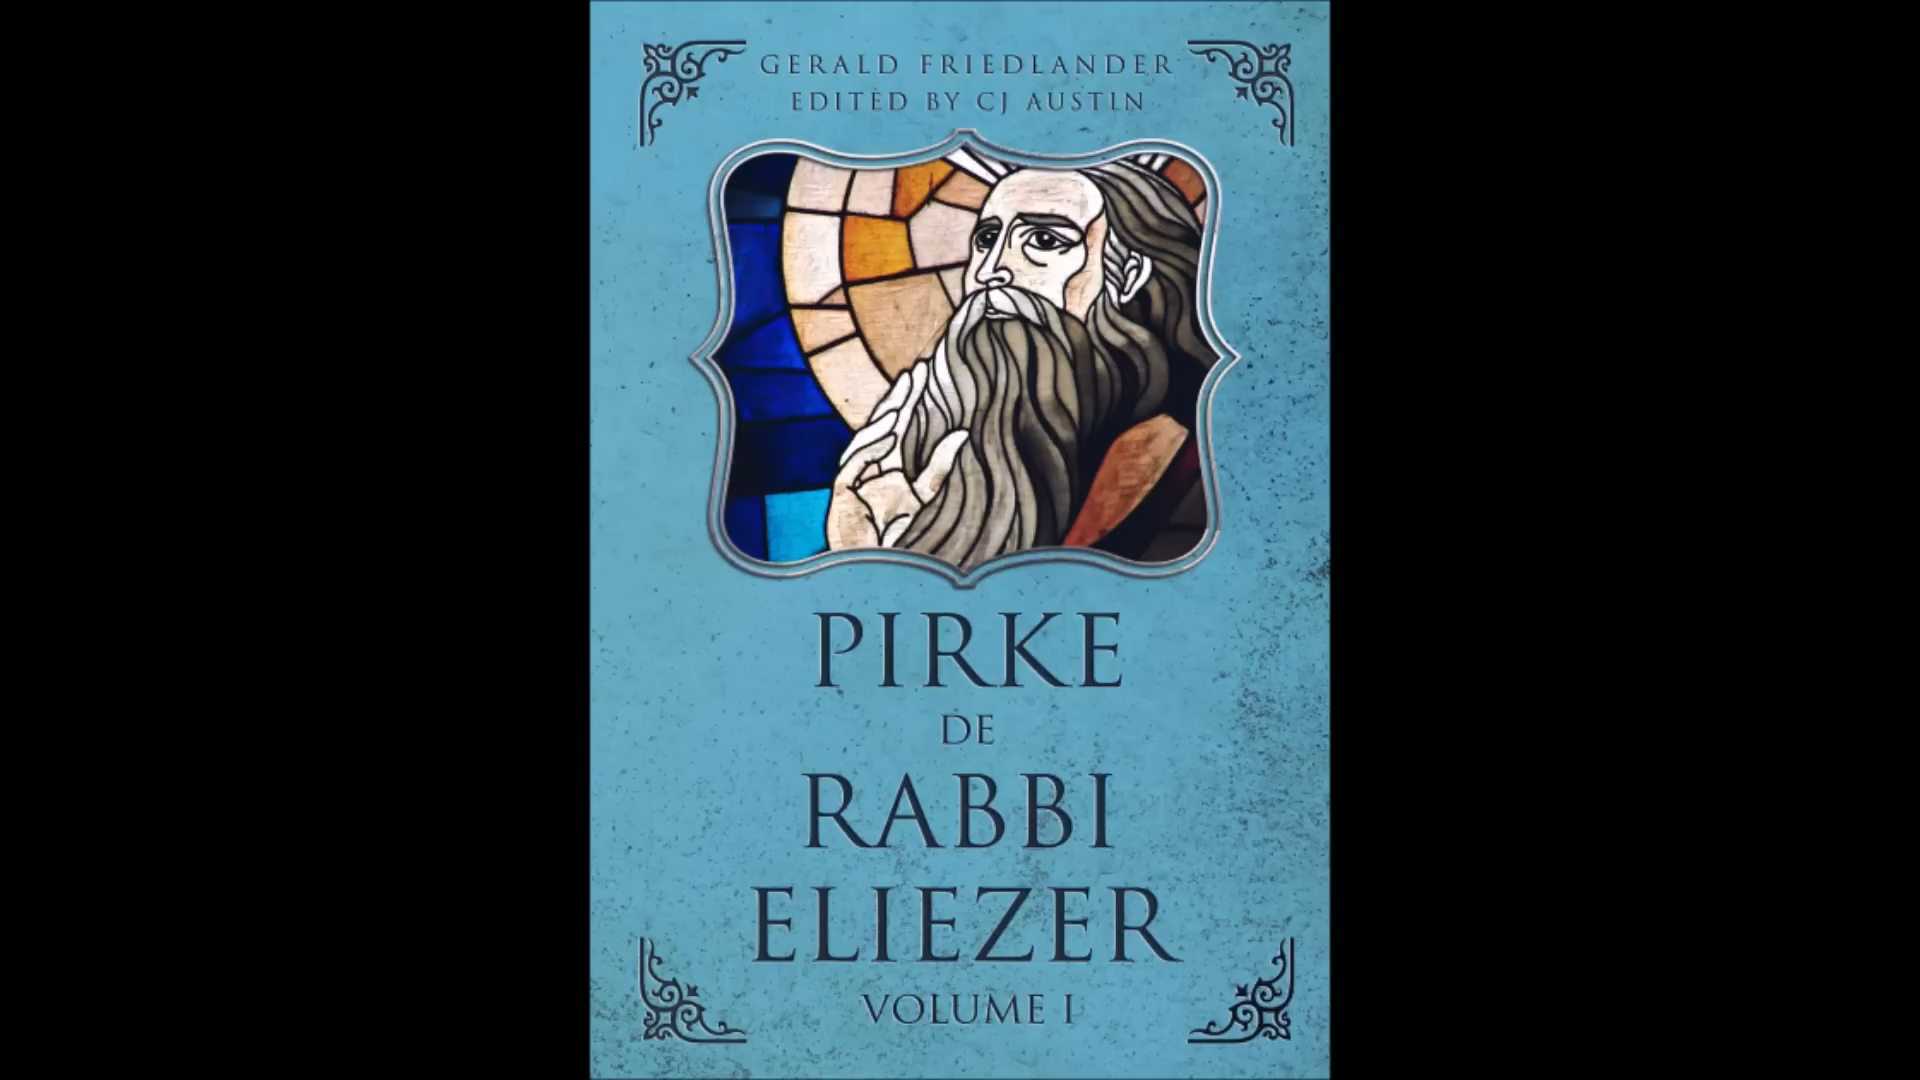 GERALD FRIEDLANDER
EDITED BY CJ AUSTIN
PIRKE
DE
RABBI
ELIEZER
VOLUME I